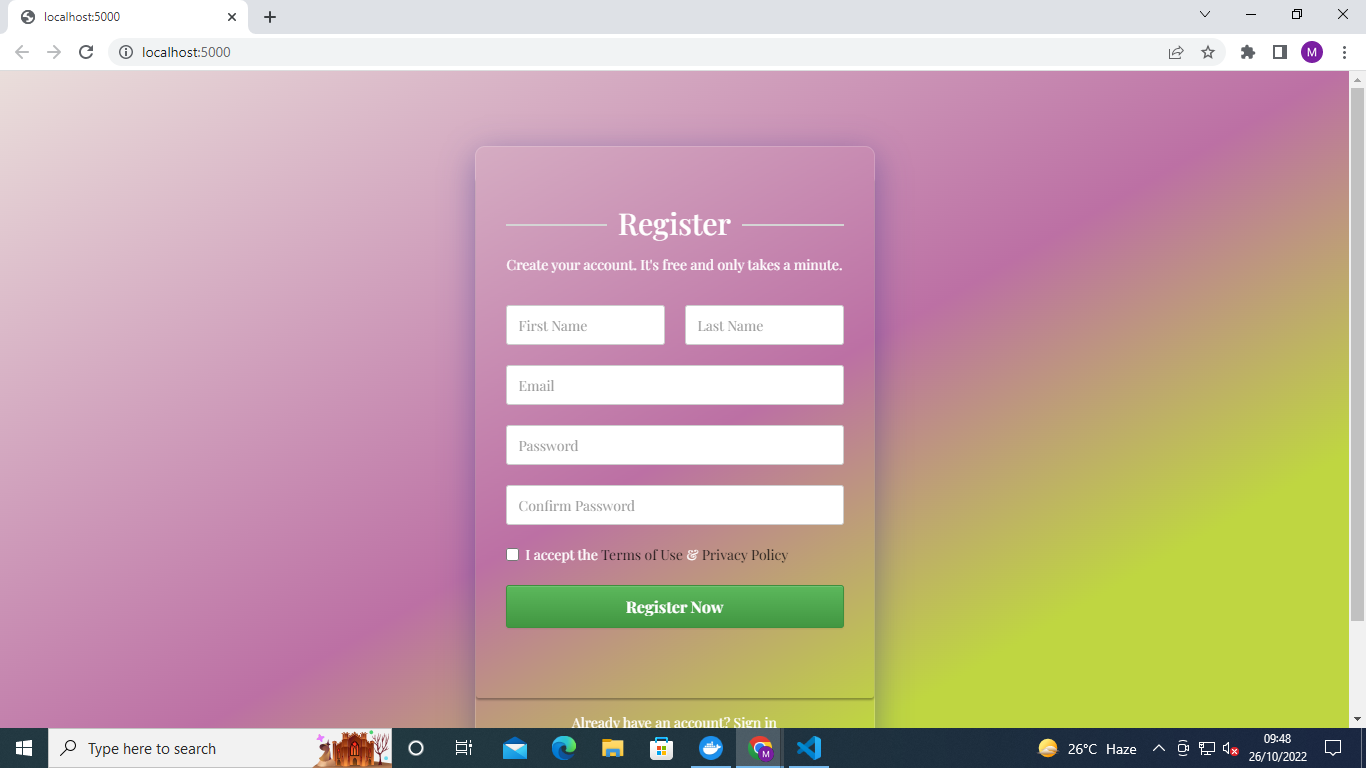 localhost:5000
localhost:5000
M
Register
Create your account. It's free and only takes a minute.
First Name
Last Name
Email
Password
Confirm Password
I accept the Terms of Use & Privacy Policy
Register Now
Already have an account? Sign in
Type here to search
M
26°C Haze
09:48
26/10/2022